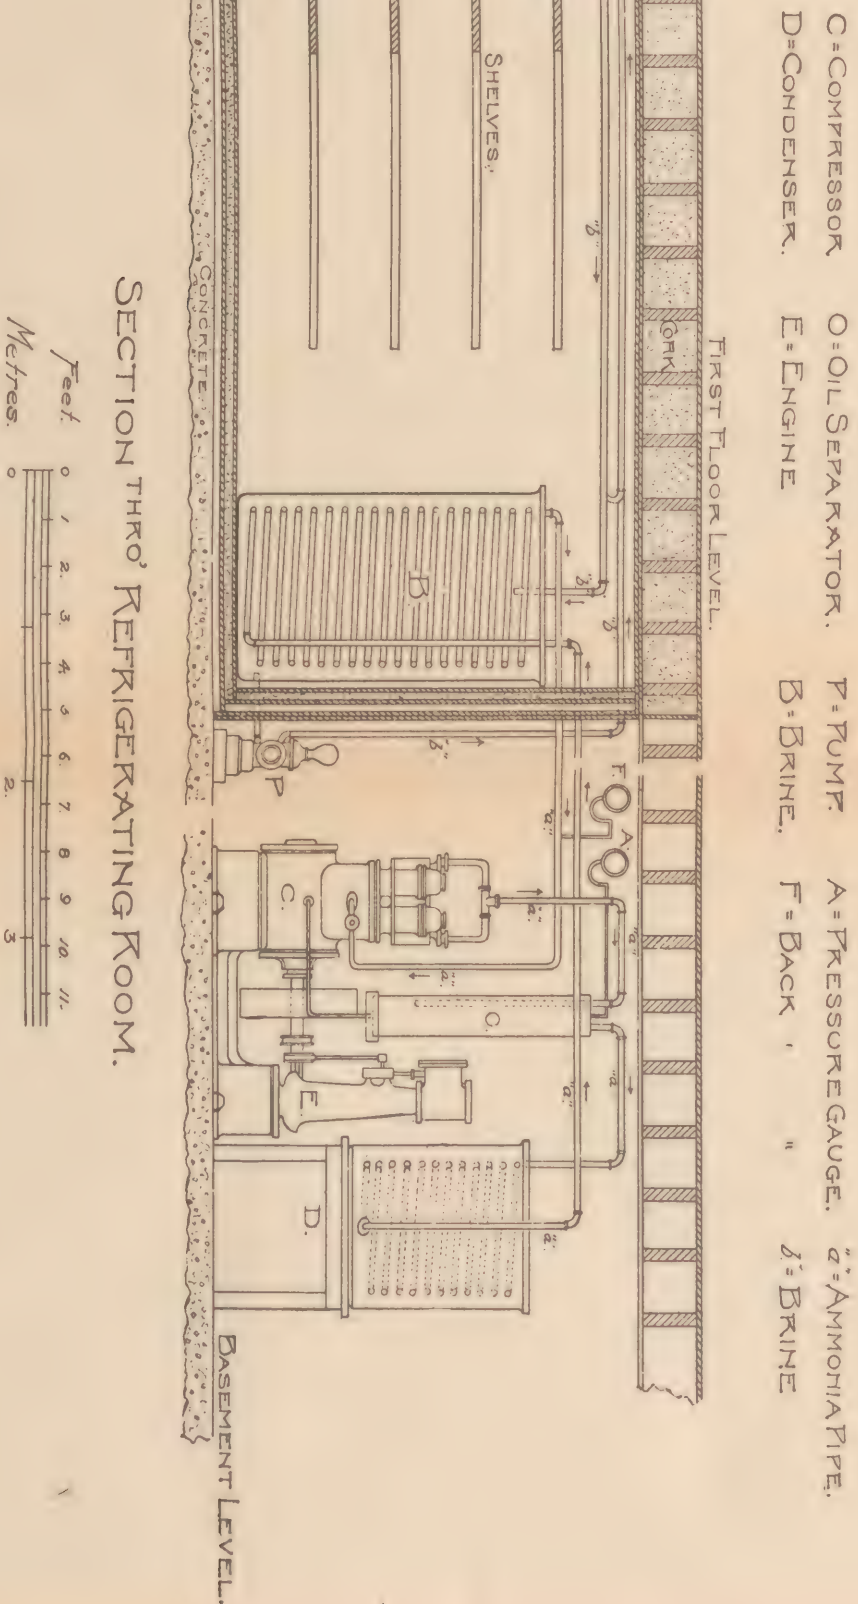 C=COMPRESSOR O=OIL SEPARATOR. P=PUMP. A=PRESSURE GAUGE. "a"=AMMONIA PIPE.
D=CONDENSER. E=ENGINE B=BRINE. F=BACK ' " b"=BRINE
FIRST FLOOR LEVEL.
CORK
"b" "b" F. A. "a" "a"
"b" "b" "a" "a" "a" "a"
SHELVES.
B C. "a" "a"
P C. E. D.
CONCRETE
BASEMENT LEVEL.
SECTION THRO' REFRIGERATING ROOM.
Feet. 0 1 2. 3. 4. 5 6. 7. 8 9 10. 11.
Metres. 0 2. 3